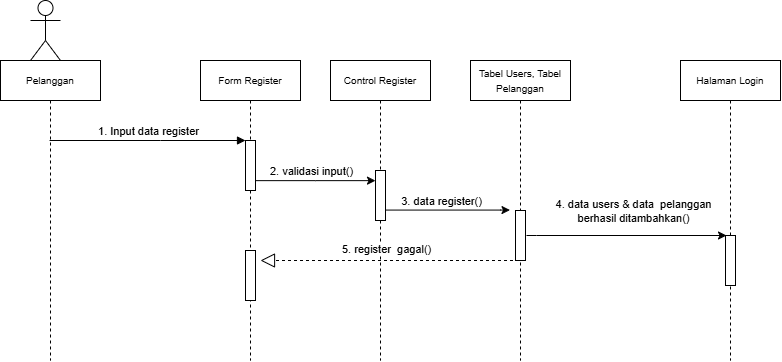 Pelanggan
Form Register
Control Register
Tabel Users, Tabel
Pelanggan
Halaman Login
1. Input data register
2. validasi input()
3. data register()
4. data users & data  pelanggan
berhasil ditambahkan()
5. register  gagal()